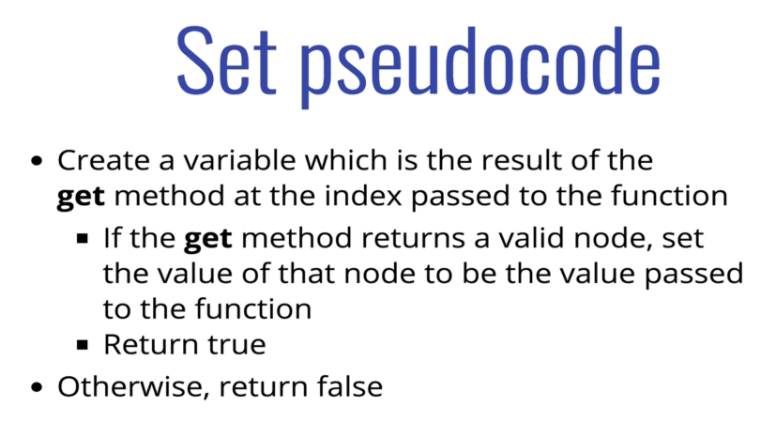 Set pseudocode
• Create a variable which is the result of the
get method at the index passed to the function
▪ If the get method returns a valid node, set
the value of that node to be the value passed
to the function
▪ Return true
• Otherwise, return false